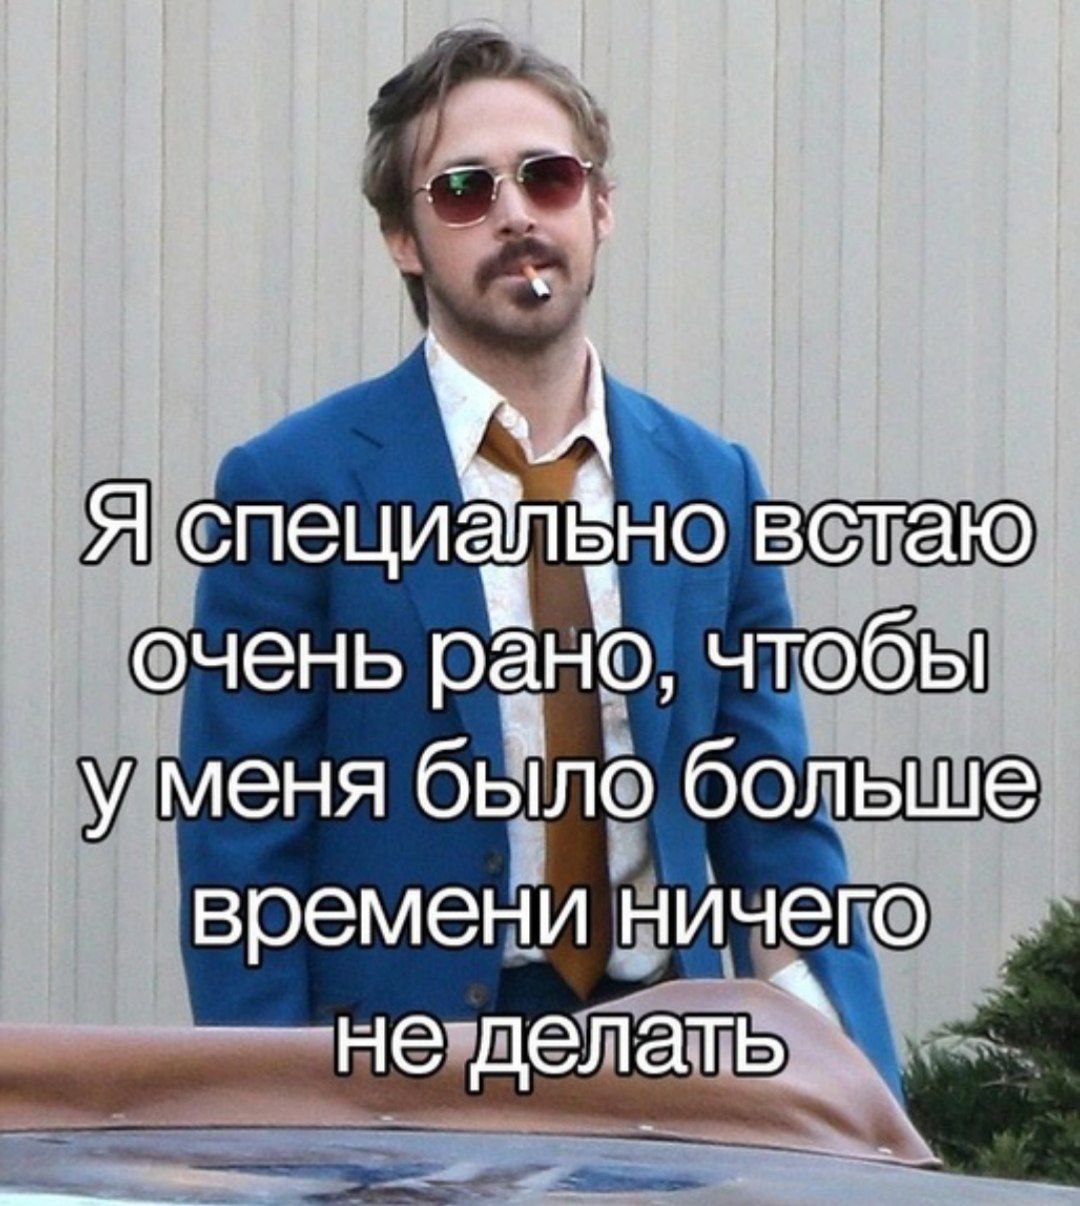 Я специально встаю
очень рано, чтобы
у меня было больше
времени ничего
не делать